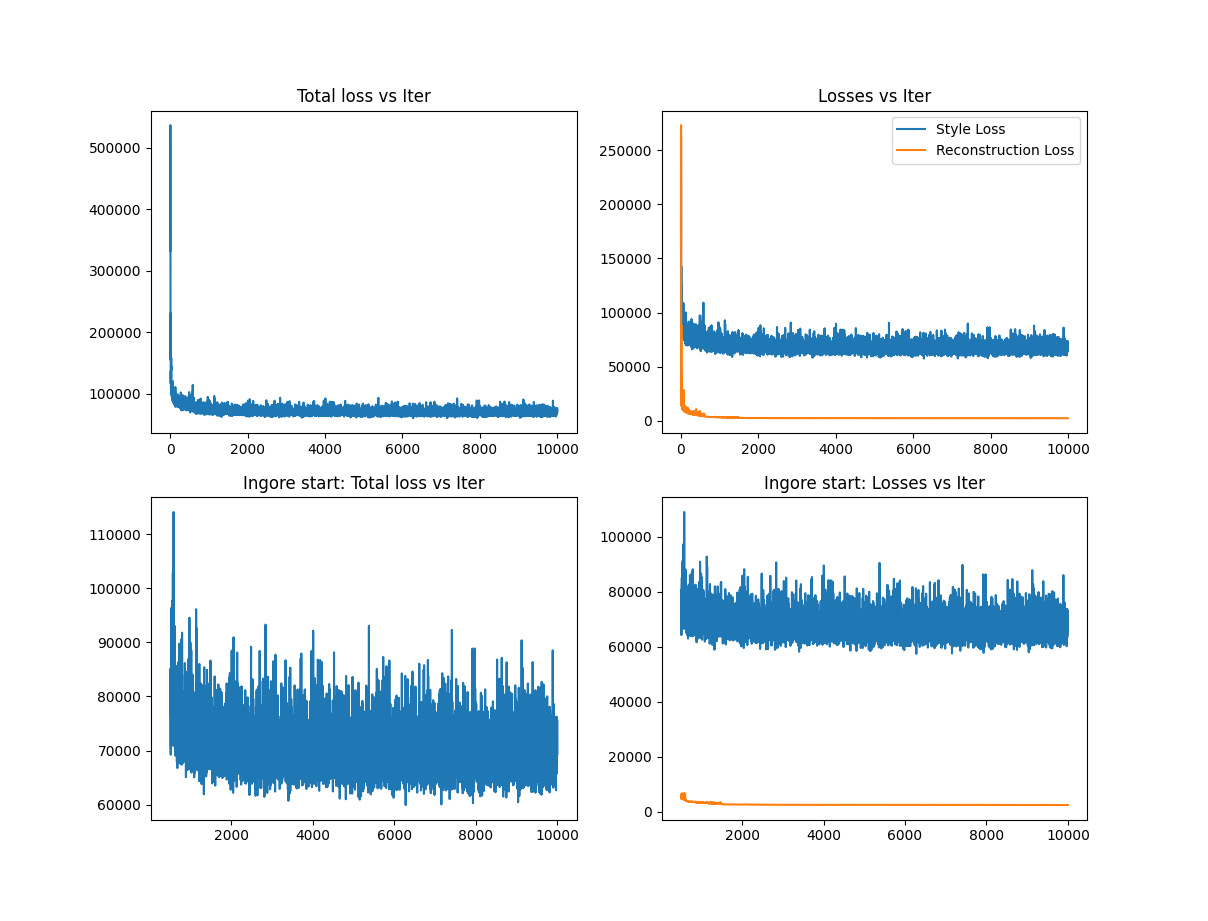 Total loss vs Iter
500000
400000
300000
200000
100000
0 2000 4000 6000 8000 10000
Losses vs Iter
Style Loss
Reconstruction Loss
250000
200000
150000
100000
50000
0
0 2000 4000 6000 8000 10000
Ingore start: Total loss vs Iter
110000
100000
90000
80000
70000
60000
2000 4000 6000 8000 10000
Ingore start: Losses vs Iter
100000
80000
60000
40000
20000
0
2000 4000 6000 8000 10000